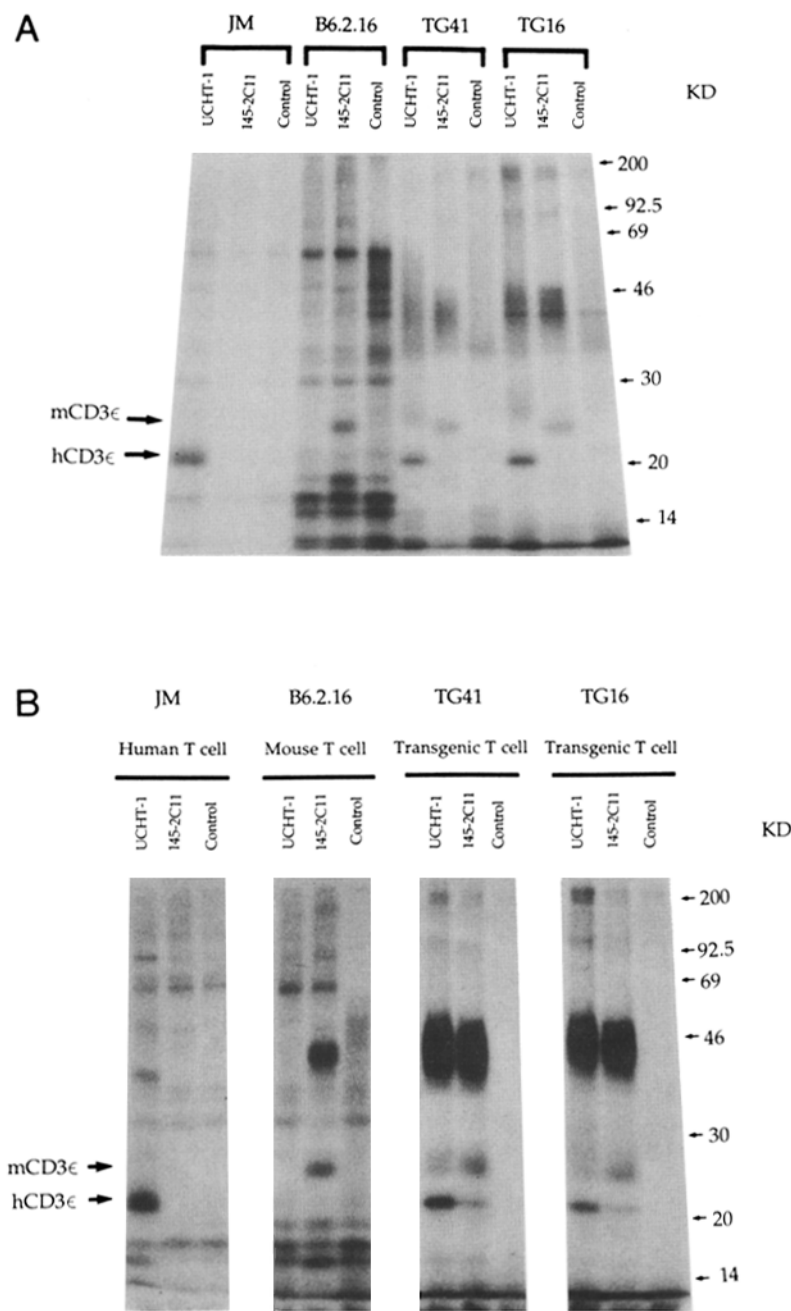 A
JM B6.2.16 TG41 TG16
UCHT-1 145-2C11 Control UCHT-1 145-2C11 Control UCHT-1 145-2C11 Control UCHT-1 145-2C11 Control
KD
200
92.5
69
46
30
mCD3ϵ
hCD3ϵ
20
14
B
JM B6.2.16 TG41 TG16
Human T cell Mouse T cell Transgenic T cell Transgenic T cell
UCHT-1 145-2C11 Control UCHT-1 145-2C11 Control UCHT-1 145-2C11 Control UCHT-1 145-2C11 Control
KD
200
92.5
69
46
30
mCD3ϵ
hCD3ϵ
20
14